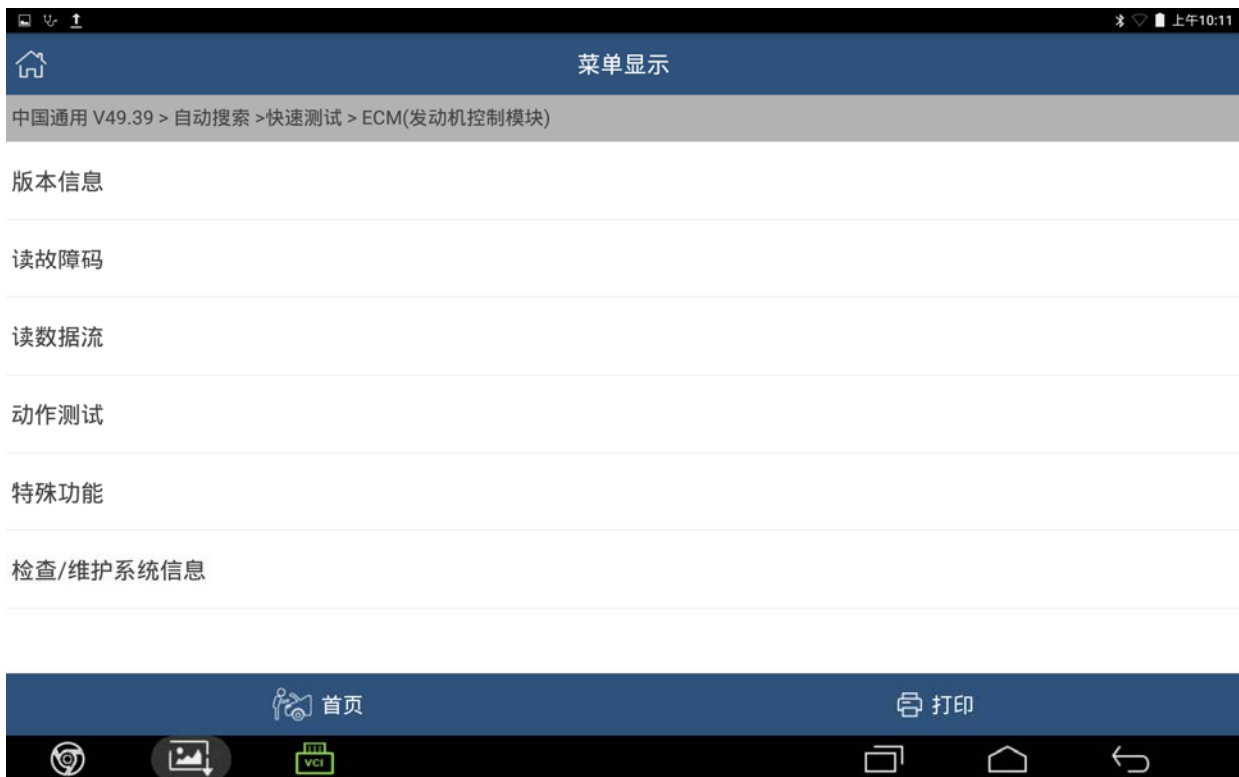 上午10:11
菜单显示
中国通用 V49.39 > 自动搜索 >快速测试 > ECM(发动机控制模块)
版本信息
读故障码
读数据流
动作测试
特殊功能
检查/维护系统信息
首页
打印
VCI